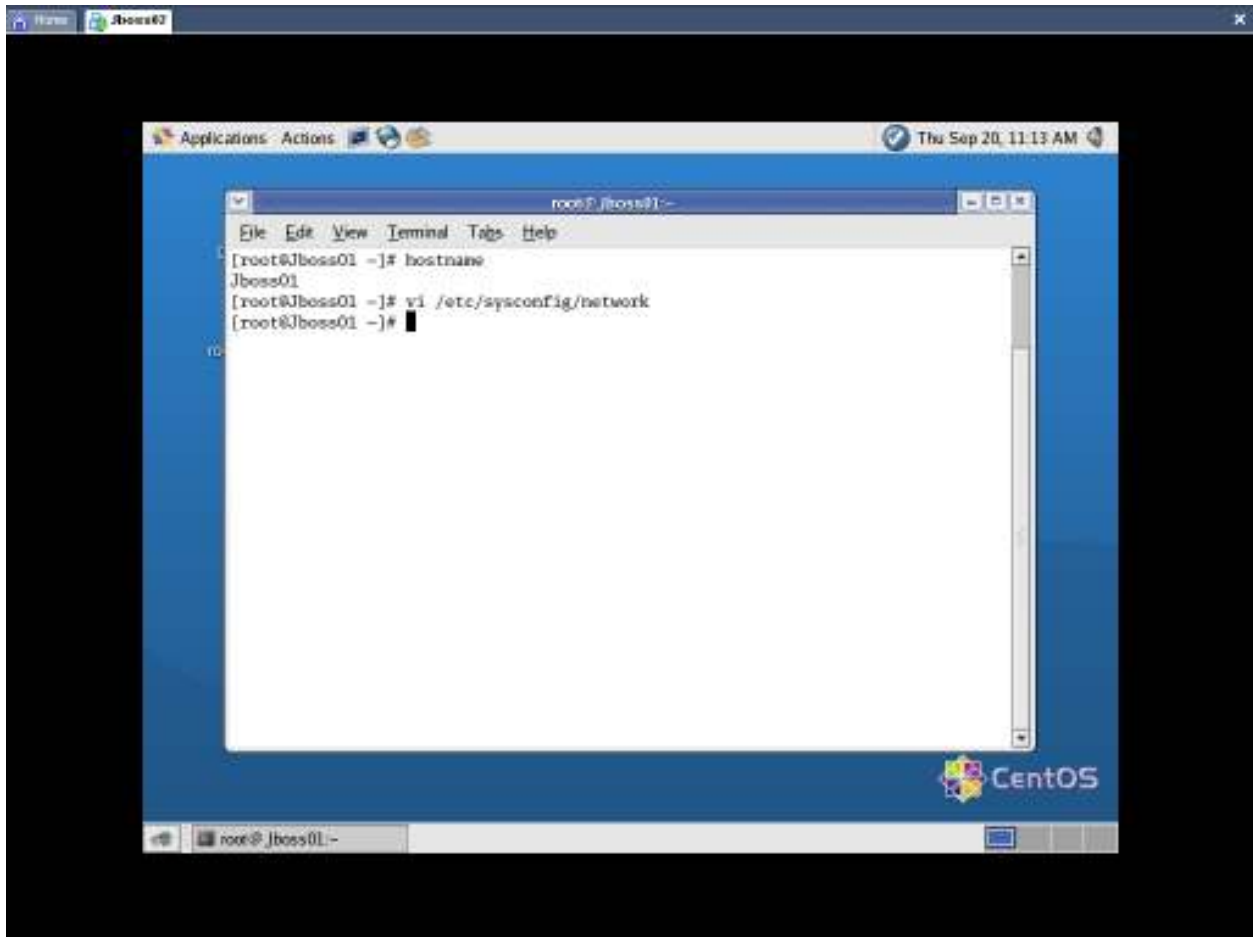 Home Jboss02
Applications Actions Thu Sep 20, 11:13 AM
root@Jboss01:~
File Edit View Terminal Tabs Help
[root@Jboss01 ~]# hostname
Jboss01
[root@Jboss01 ~]# vi /etc/sysconfig/network
[root@Jboss01 ~]#
ro
CentOS
root@Jboss01:~